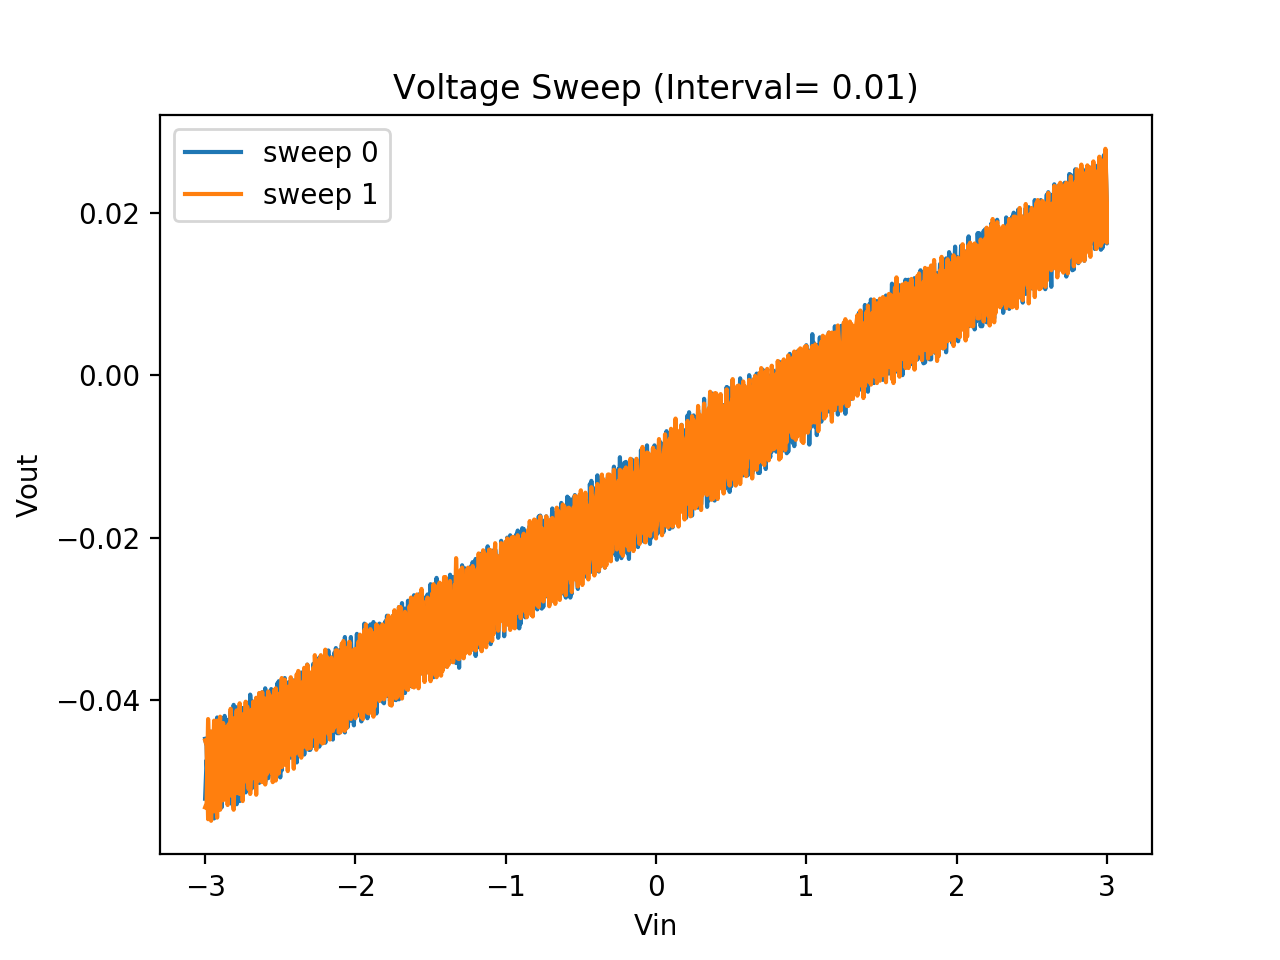 Voltage Sweep (Interval= 0.01)
sweep 0
sweep 1
0.02
0.00
−0.02
−0.04
Vout
−3
−2
−1
0
1
2
3
Vin